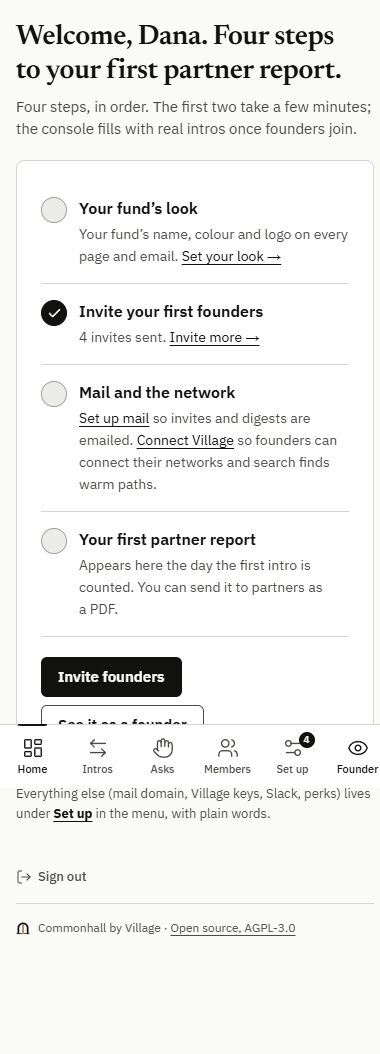 Welcome, Dana. Four steps
to your first partner report.
Four steps, in order. The first two take a few minutes;
the console fills with real intros once founders join.
Your fund’s look
Your fund’s name, colour and logo on every
page and email. Set your look →
Invite your first founders
4 invites sent. Invite more →
Mail and the network
Set up mail so invites and digests are
emailed. Connect Village so founders can
connect their networks and search finds
warm paths.
Your first partner report
Appears here the day the first intro is
counted. You can send it to partners as
a PDF.
Invite founders
See it as a founder
4
Home Intros Asks Members Set up Founder
Everything else (mail domain, Village keys, Slack, perks) lives
under Set up in the menu, with plain words.
Sign out
Commonhall by Village · Open source, AGPL-3.0